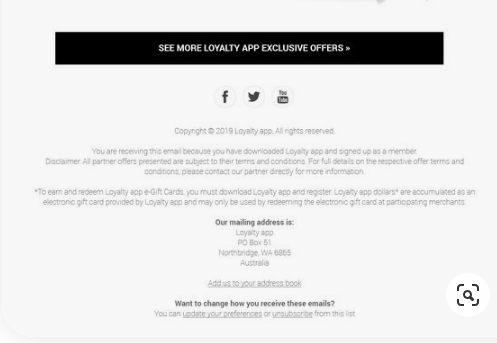 SEE MORE LOYALTY APP EXCLUSIVE OFFERS »
f
You
Tube
Copyright © 2019 Loyalty app, All rights reserved.
You are receiving this email because you have downloaded Loyalty app and signed up as a member.
Disclaimer: All partner offers presented are subject to their terms and conditions. For full details on the respective offer terms and
conditions, please contact our partner directly for more information.
*To earn and redeem Loyalty app e-Gift Cards, you must download Loyalty app and register. Loyalty app dollars* are accumulated as an
electronic gift card provided by Loyalty app and may only be used by redeeming the electronic gift card at participating merchants.
Our mailing address is:
Loyalty app
PO Box 51
Northbridge, WA 6865
Australia
Add us to your address book
Want to change how you receive these emails?
You can update your preferences or unsubscribe from this list